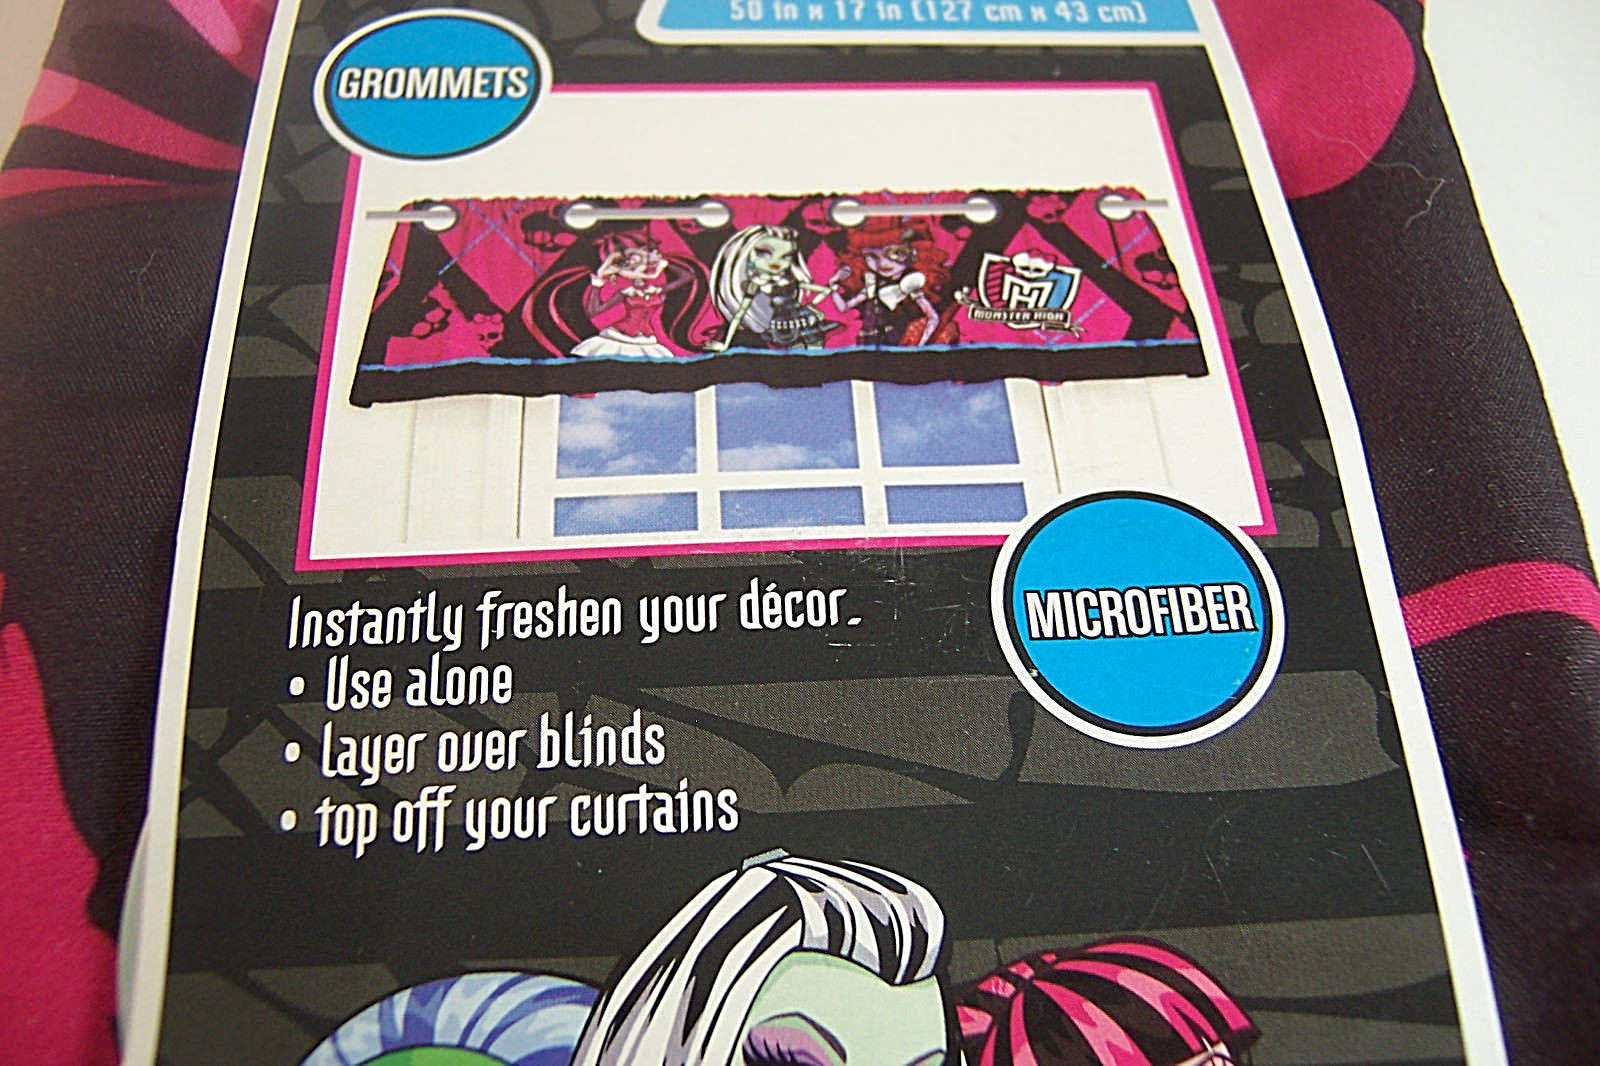 50 in x 17 in (127 cm x 43 cm)
GROMMETS
MONSTER HIGH
Instantly freshen your décor.
• Use alone
• Layer over blinds
• top off your curtains
MICROFIBER